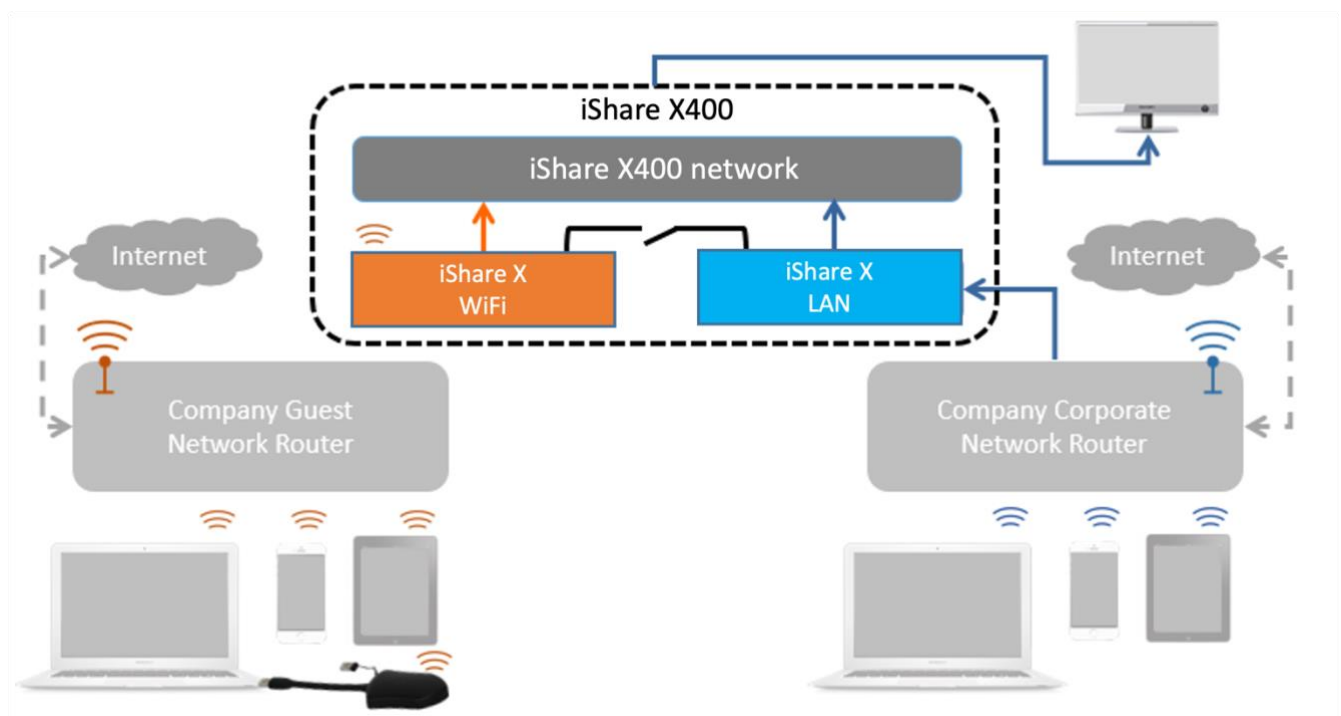 iShare X400
iShare X400 network
Internet
Internet
iShare X
WiFi
iShare X
LAN
Company Guest
Network Router
Company Corporate
Network Router